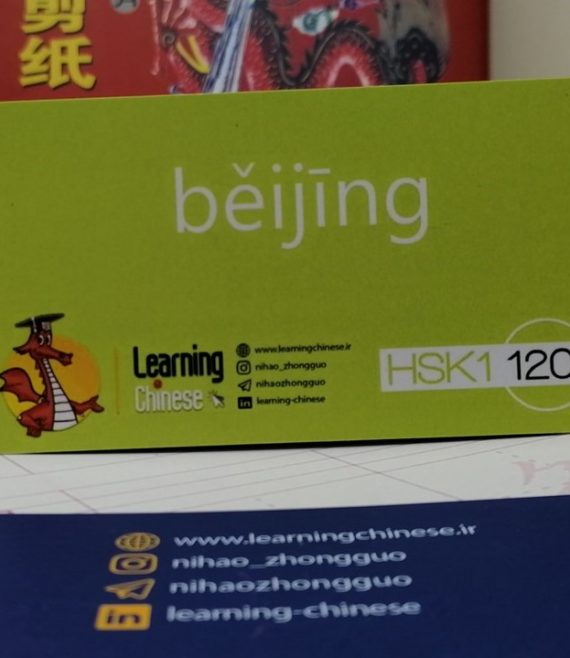 剪
纸
běijīng
Learning
Chinese
www.learningchinese.ir
nihao_zhongguo
nihaozhongguo
learning-chinese
HSK1 120
www.learningchinese.ir
nihao_zhongguo
nihaozhongguo
in learning-chinese